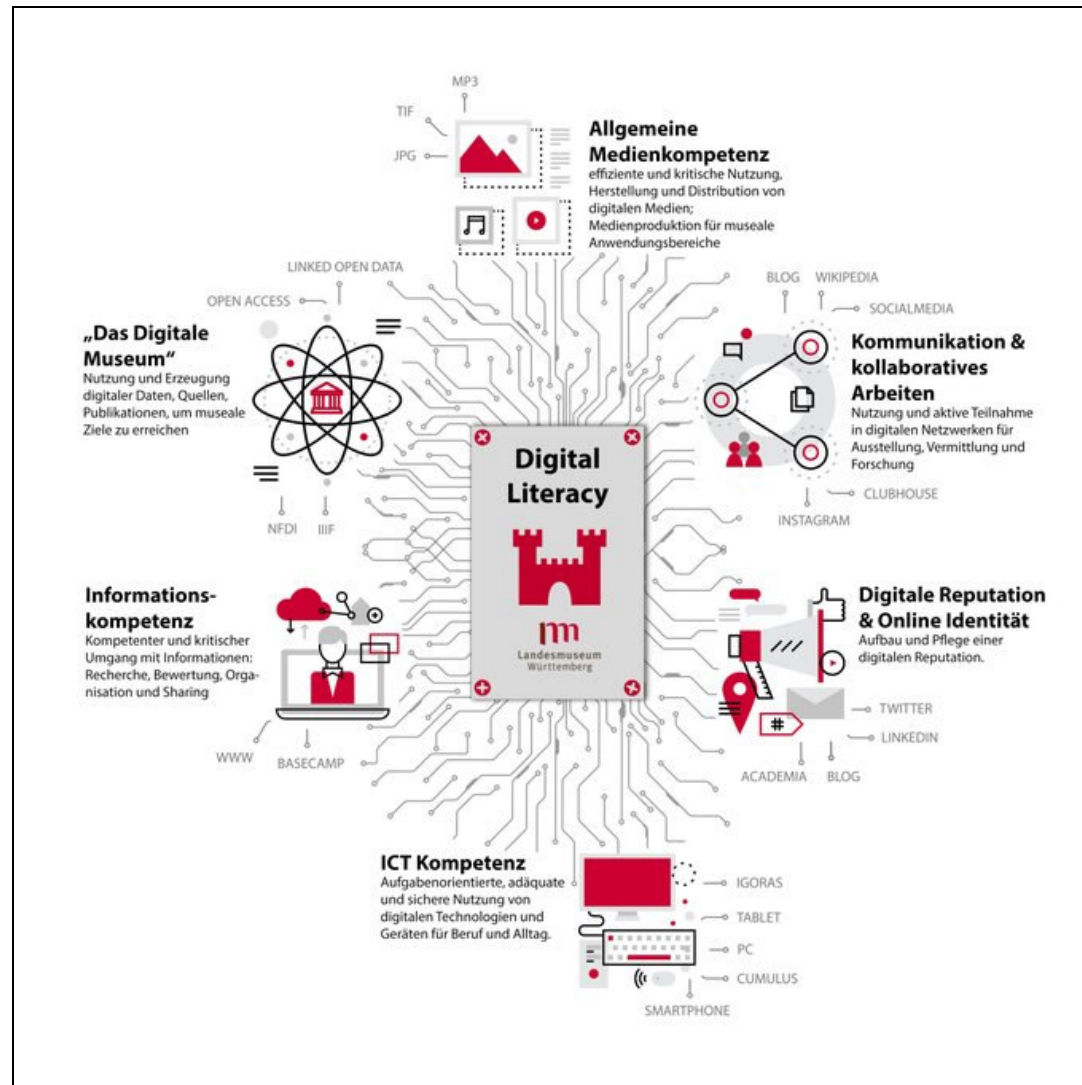 MP3
TIF
JPG
Allgemeine
Medienkompetenz
effiziente und kritische Nutzung,
Herstellung und Distribution von
digitalen Medien;
Medienproduktion für museale
Anwendungsbereiche
LINKED OPEN DATA
OPEN ACCESS
„Das Digitale
Museum“
Nutzung und Erzeugung
digitaler Daten, Quellen,
Publikationen, um museale
Ziele zu erreichen
NFDI
IIIF
BLOG
WIKIPEDIA
SOCIALMEDIA
Kommunikation &
kollaboratives
Arbeiten
Nutzung und aktive Teilnahme
in digitalen Netzwerken für
Ausstellung, Vermittlung und
Forschung
CLUBHOUSE
INSTAGRAM
Digital
Literacy
Landesmuseum
Württemberg
Informations-
kompetenz
Kompetenter und kritischer
Umgang mit Informationen:
Recherche, Bewertung, Orga-
nisation und Sharing
WWW
BASECAMP
Digitale Reputation
& Online Identität
Aufbau und Pflege einer
digitalen Reputation.
#
TWITTER
LINKEDIN
ACADEMIA
BLOG
ICT Kompetenz
Aufgabenorientierte, adäquate
und sichere Nutzung von
digitalen Technologien und
Geräten für Beruf und Alltag.
IGORAS
TABLET
PC
CUMULUS
SMARTPHONE